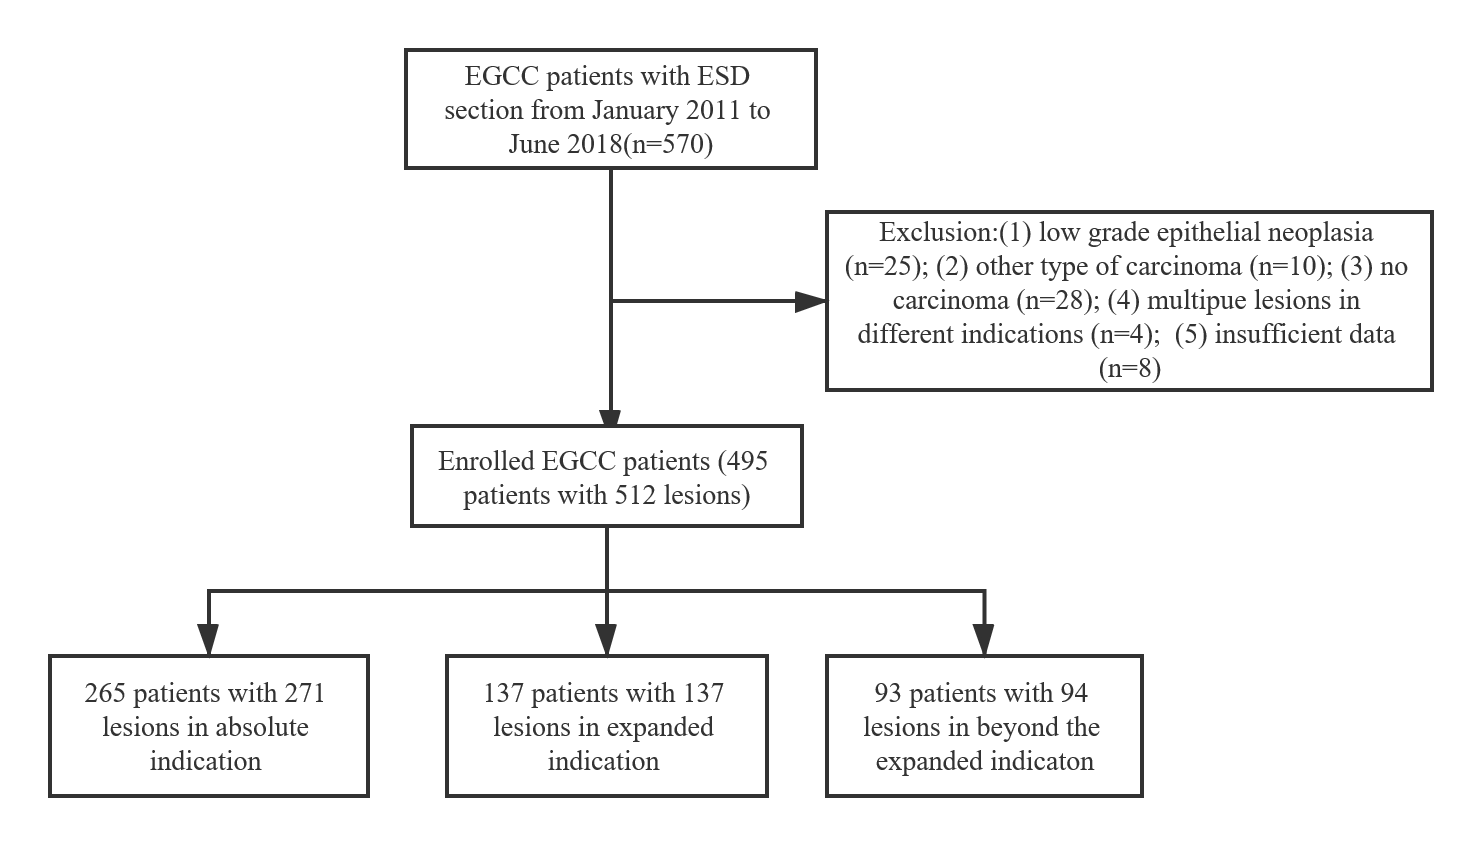 EGCC patients with ESD
section from January 2011 to
June 2018(n=570)
Exclusion:(1) low grade epithelial neoplasia
(n=25); (2) other type of carcinoma (n=10); (3) no
carcinoma (n=28); (4) multipue lesions in
different indications (n=4);  (5) insufficient data
(n=8)
Enrolled EGCC patients (495
patients with 512 lesions)
265 patients with 271
lesions in absolute
indication
137 patients with 137
lesions in expanded
indication
93 patients with 94
lesions in beyond the
expanded indicaton